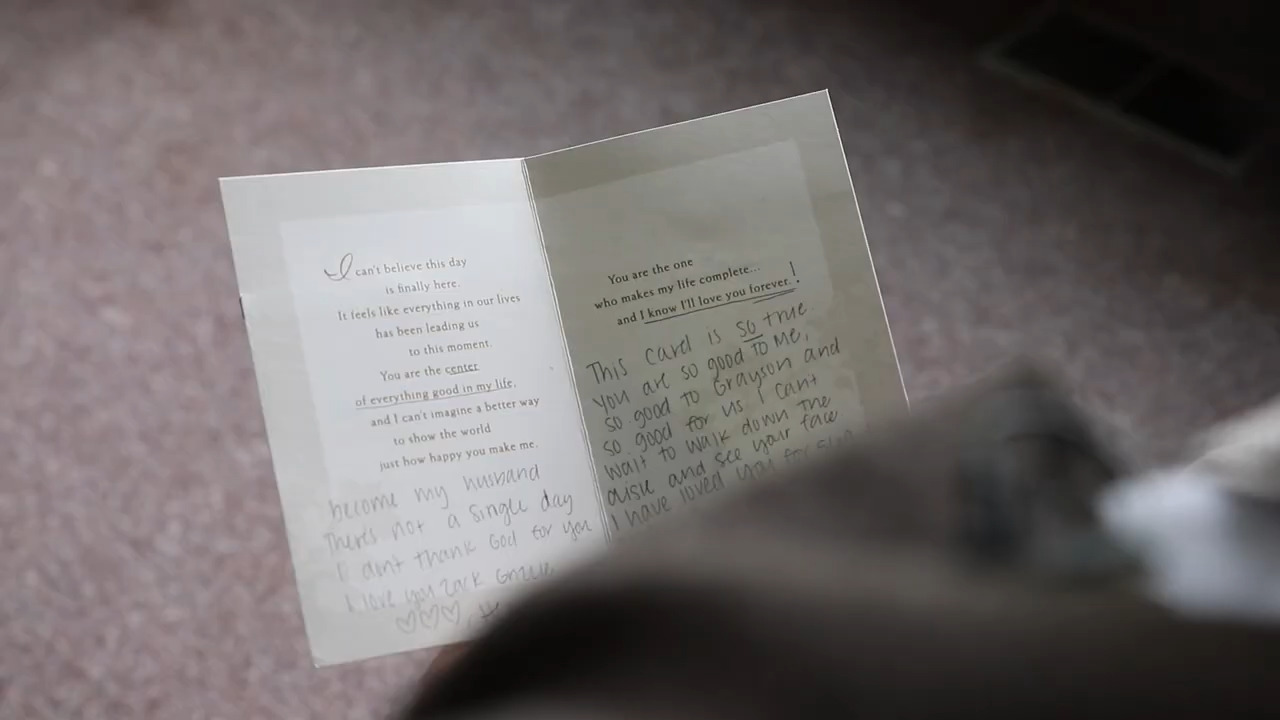 I can't believe this day
is finally here.
It feels like everything in our lives
has been leading us
to this moment.
You are the center
of everything good in my life,
and I can't imagine a better way
to show the world
just how happy you make me.
become my husband
There's not a single day
I dont thank God for you
I love you Zack
♡♡♡,
You are the one
who makes my life complete...
and I know I'll love you forever. !
This card is so true
you are so good to me,
so good to Grayson and
so good for us I can't
wait to walk down the
aisle and see your face
I have loved you for